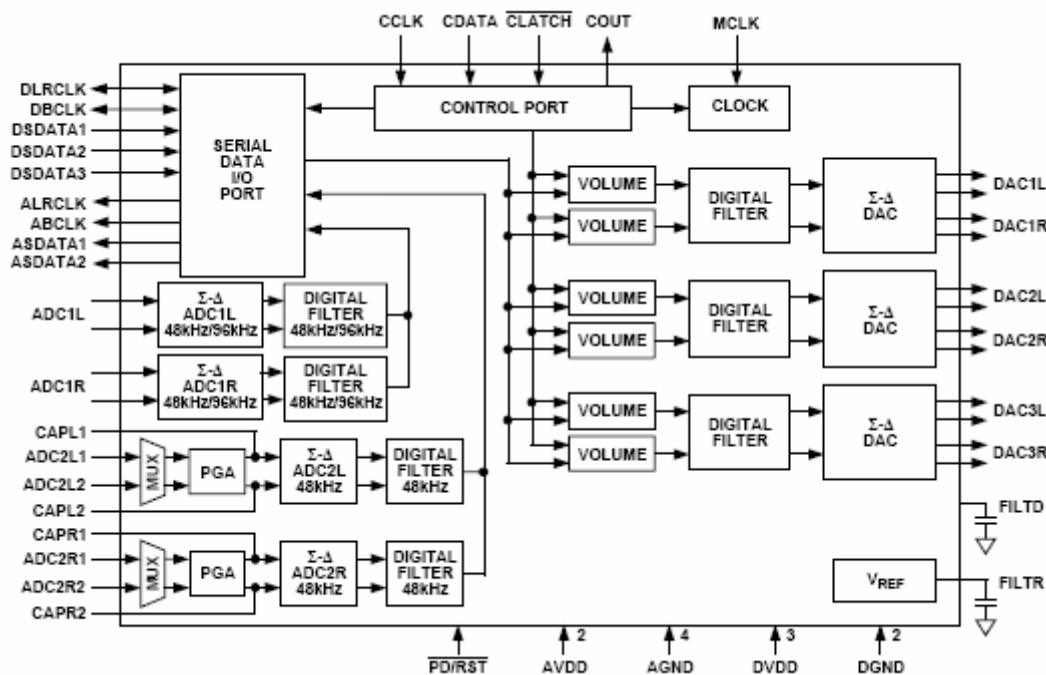 CCLK CDATA CLATCH COUT MCLK
DLRCLK
DBCLK
DSDATA1
DSDATA2
DSDATA3
ALRCLK
ABCLK
ASDATA1
ASDATA2
SERIAL
DATA
I/O
PORT
CONTROL PORT
CLOCK
VOLUME
VOLUME
DIGITAL
FILTER
Σ-Δ
DAC
DAC1L
DAC1R
VOLUME
VOLUME
DIGITAL
FILTER
Σ-Δ
DAC
DAC2L
DAC2R
VOLUME
VOLUME
DIGITAL
FILTER
Σ-Δ
DAC
DAC3L
DAC3R
ADC1L
Σ-Δ
ADC1L
48kHz/96kHz
DIGITAL
FILTER
48kHz/96kHz
ADC1R
Σ-Δ
ADC1R
48kHz/96kHz
DIGITAL
FILTER
48kHz/96kHz
CAPL1
ADC2L1
ADC2L2
CAPL2
MUX
PGA
Σ-Δ
ADC2L
48kHz
DIGITAL
FILTER
48kHz
CAPR1
ADC2R1
ADC2R2
CAPR2
MUX
PGA
Σ-Δ
ADC2R
48kHz
DIGITAL
FILTER
48kHz
FILTD
VREF
FILTR
2 4 3 2
PD/RST AVDD AGND DVDD DGND